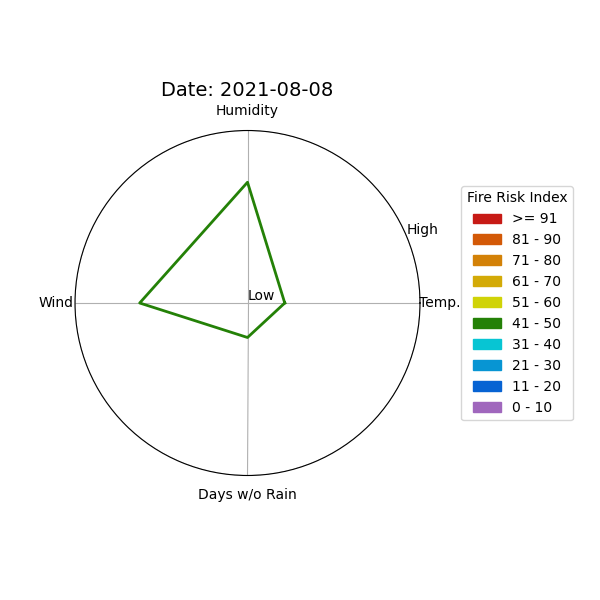 Date: 2021-08-08
Humidity
High
Low
Wind
Temp.
Days w/o Rain
Fire Risk Index
>= 91
81 - 90
71 - 80
61 - 70
51 - 60
41 - 50
31 - 40
21 - 30
11 - 20
0 - 10